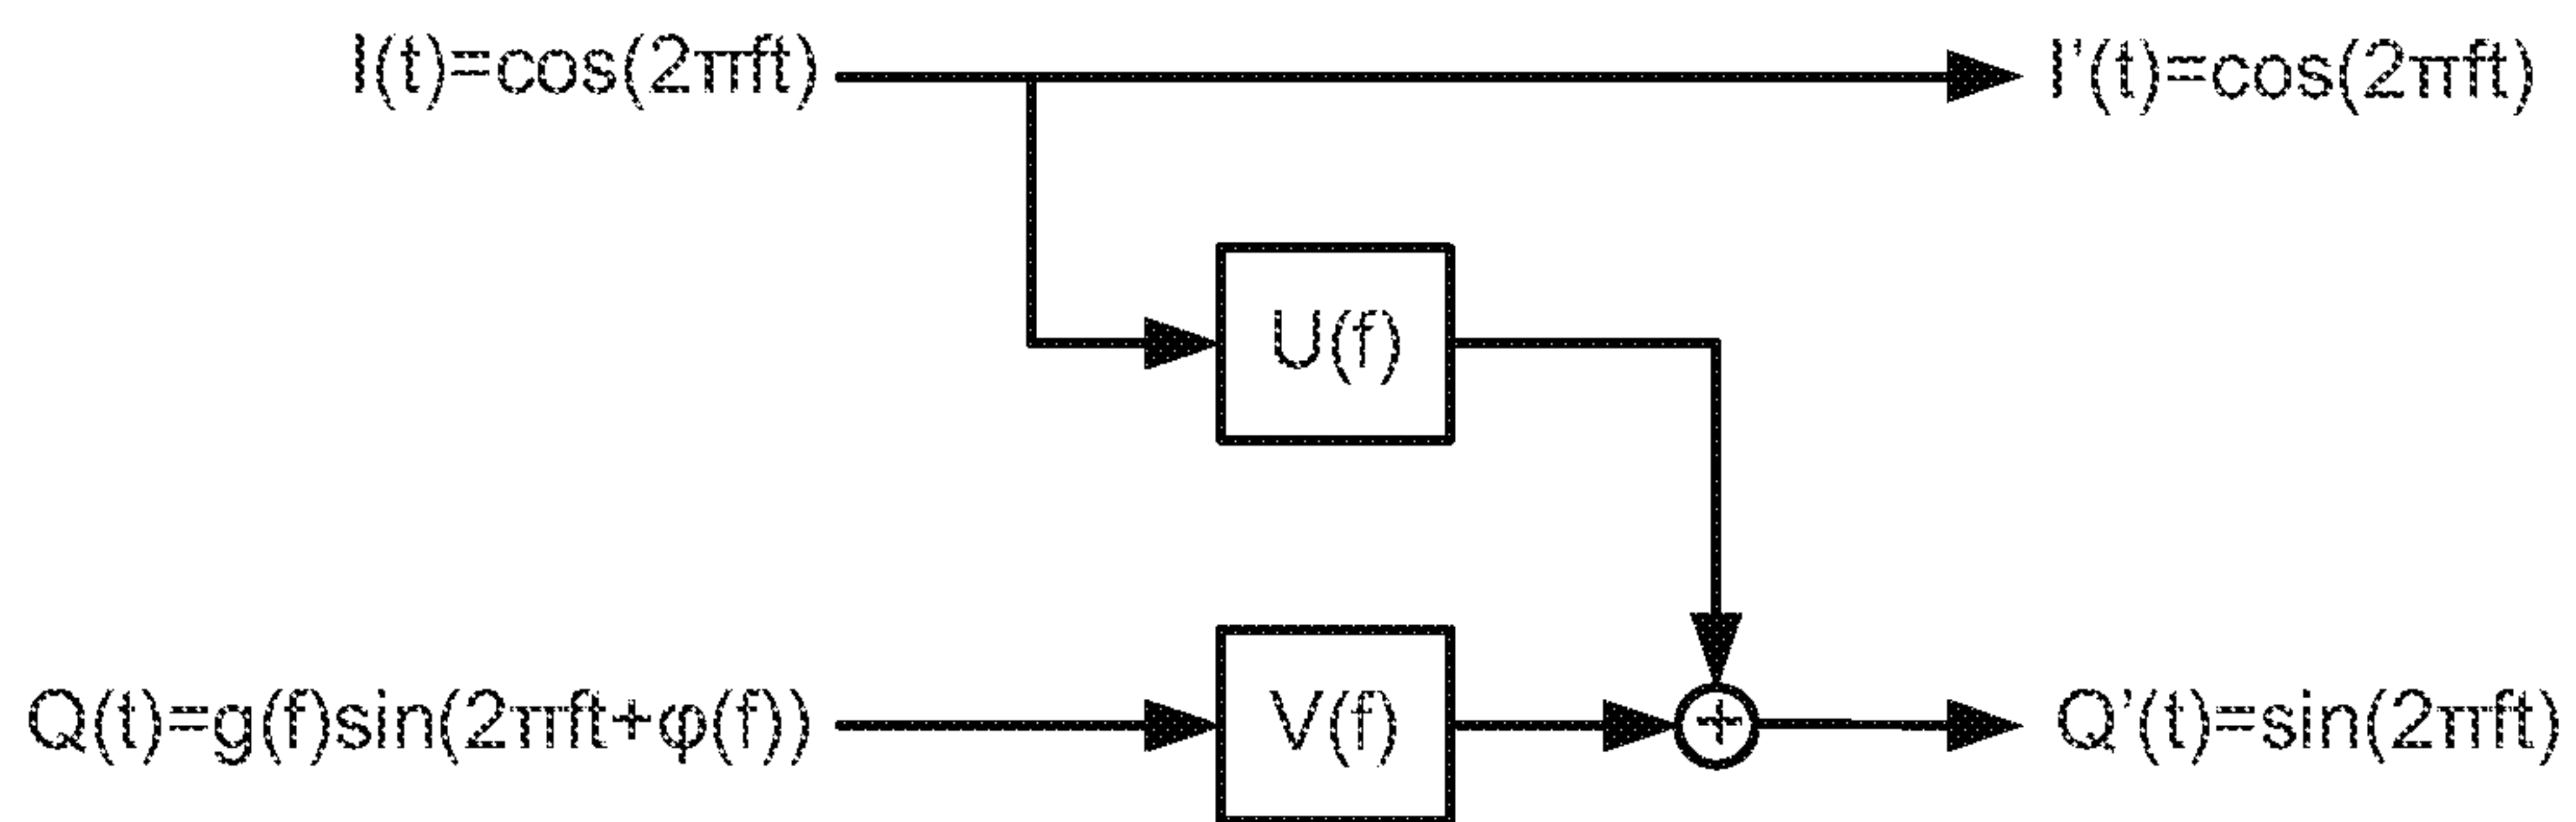 I(t)=cos(2πft) I'(t)=cos(2πft)
U(f)
Q(t)=g(f)sin(2πft+φ(f)) V(f) + Q'(t)=sin(2πft)